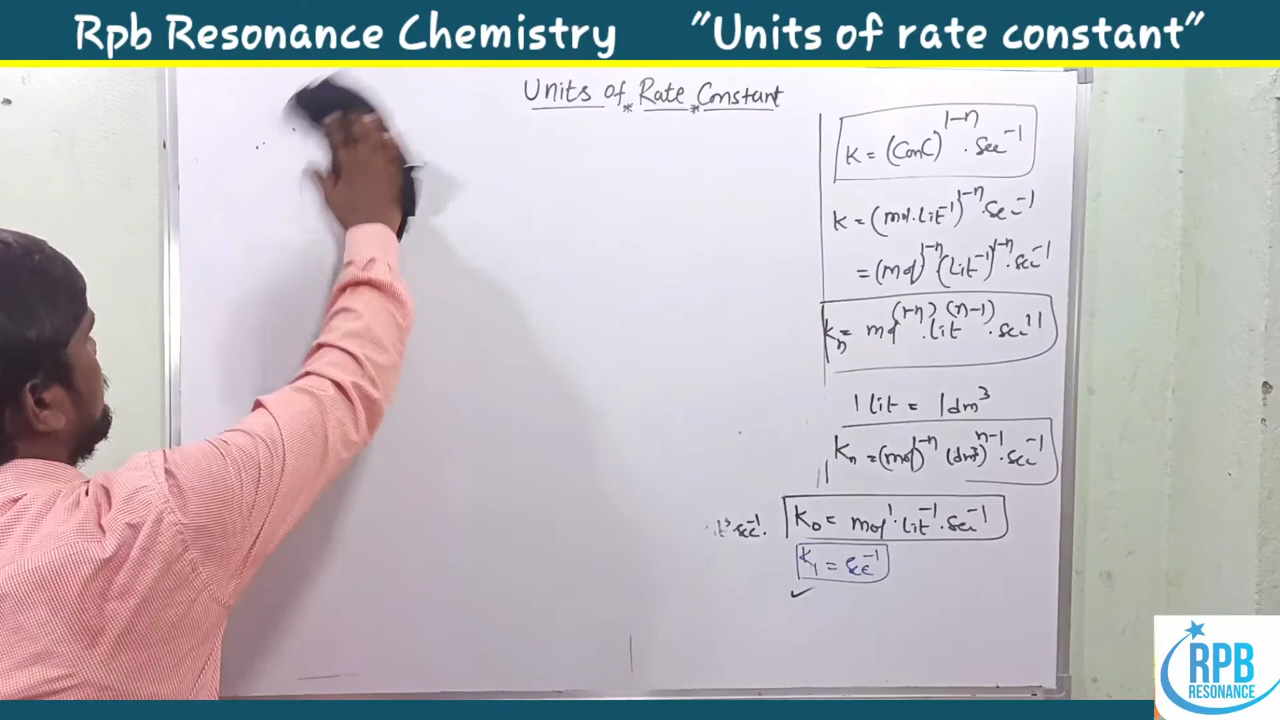 Rpb Resonance Chemistry "Units of rate constant"
Units of Rate Constant
K = (Conc)^1-n . Sec^-1
K = (mol.Lit^-1)^1-n . Sec^-1
= (mol)^1-n (Lit^-1)^1-n . Sec^-1
K_n = mol^(1-n) . lit^(n-1) . sec^-1
1 Lit = 1dm^3
K_n = (mol)^1-n (dm^3)^n-1 . Sec^-1
sec^-1.
K_0 = mol^1 . Lit^-1 . Sec^-1
K_1 = Sec^-1
RPB
RESONANCE